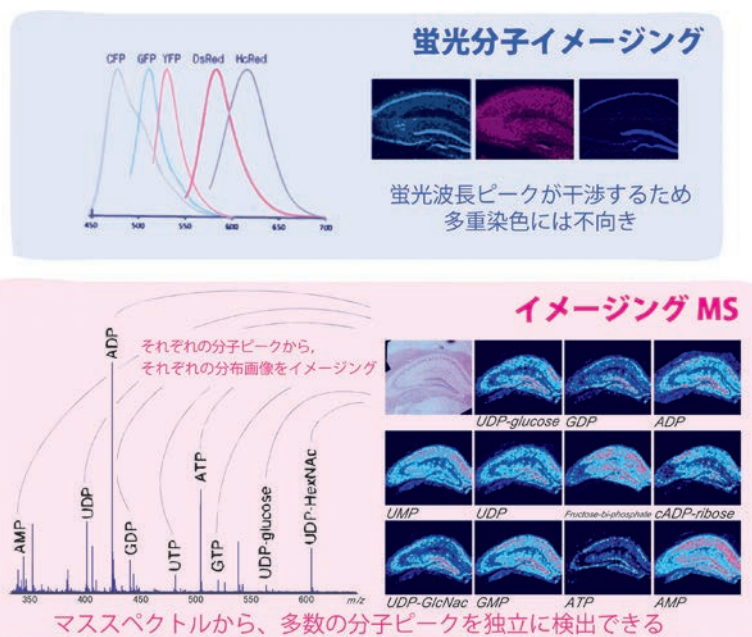 蛍光分子イメージング
CFP GFP YFP DsRed HcRed
450 500 550 600 650 700
蛍光波長ピークが干渉するため
多重染色には不向き
イメージング MS
それぞれの分子ピークから,
それぞれの分布画像をイメージング
AMP
UDP
ADP
GDP
UTP
ATP
GTP
UDP-glucose
UDP-HexNAc
350 400 450 500 550 600 m/z
UDP-glucose GDP ADP
UMP UDP Fructose-bi-phosphate cADP-ribose
UDP-GlcNac GMP ATP AMP
マススペクトルから、多数の分子ピークを独立に検出できる